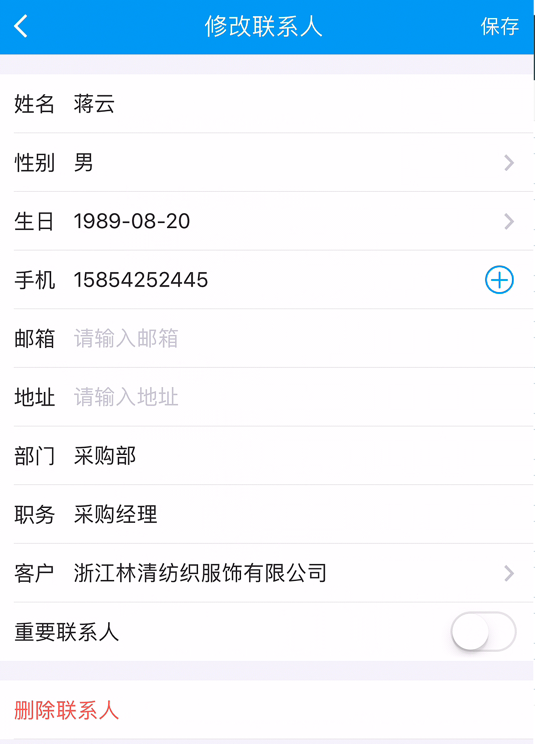 修改联系人 保存
姓名 蒋云
性别 男
生日 1989-08-20
手机 15854252445
邮箱 请输入邮箱
地址 请输入地址
部门 采购部
职务 采购经理
客户 浙江林清纺织服饰有限公司
重要联系人
删除联系人